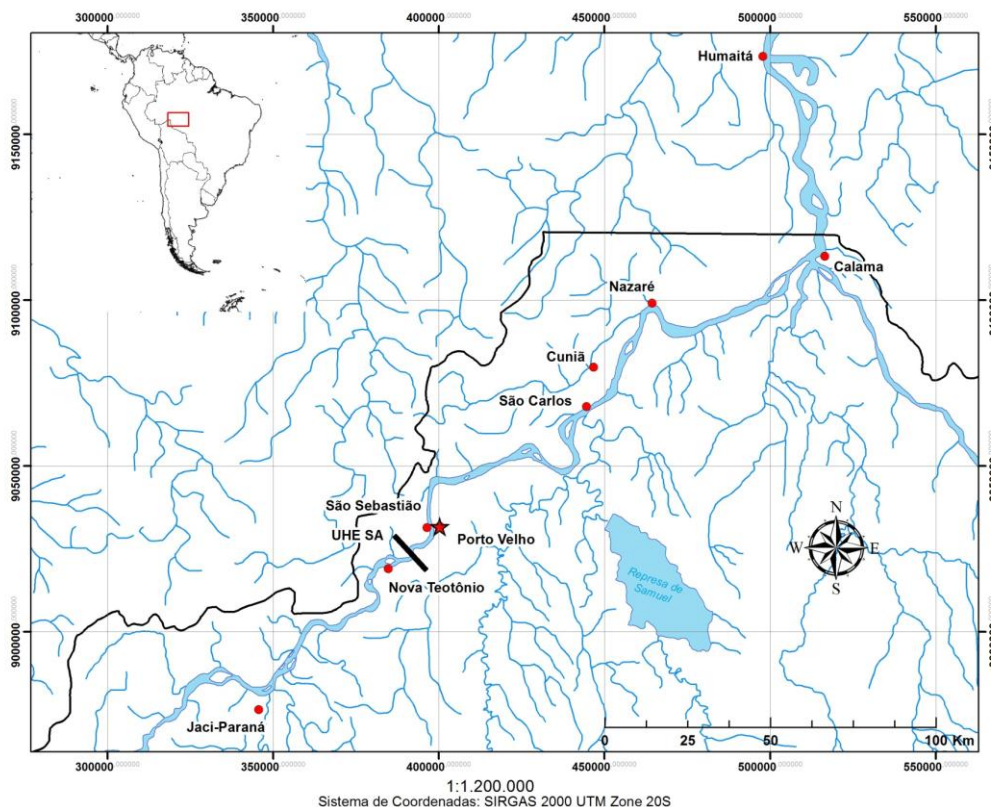 300000 350000 400000 450000 500000 550000
Humaitá
9150000
Calama
9100000
Nazaré
Cuniã
São Carlos
9050000
São Sebastião
UHE SA
Porto Velho
Nova Teotônio
Represa de
Samuel
N
W E
S
9000000
Jaci-Paraná
0 25 50 100 Km
300000 350000 400000 450000 500000 550000
1:1.200.000
Sistema de Coordenadas: SIRGAS 2000 UTM Zone 20S